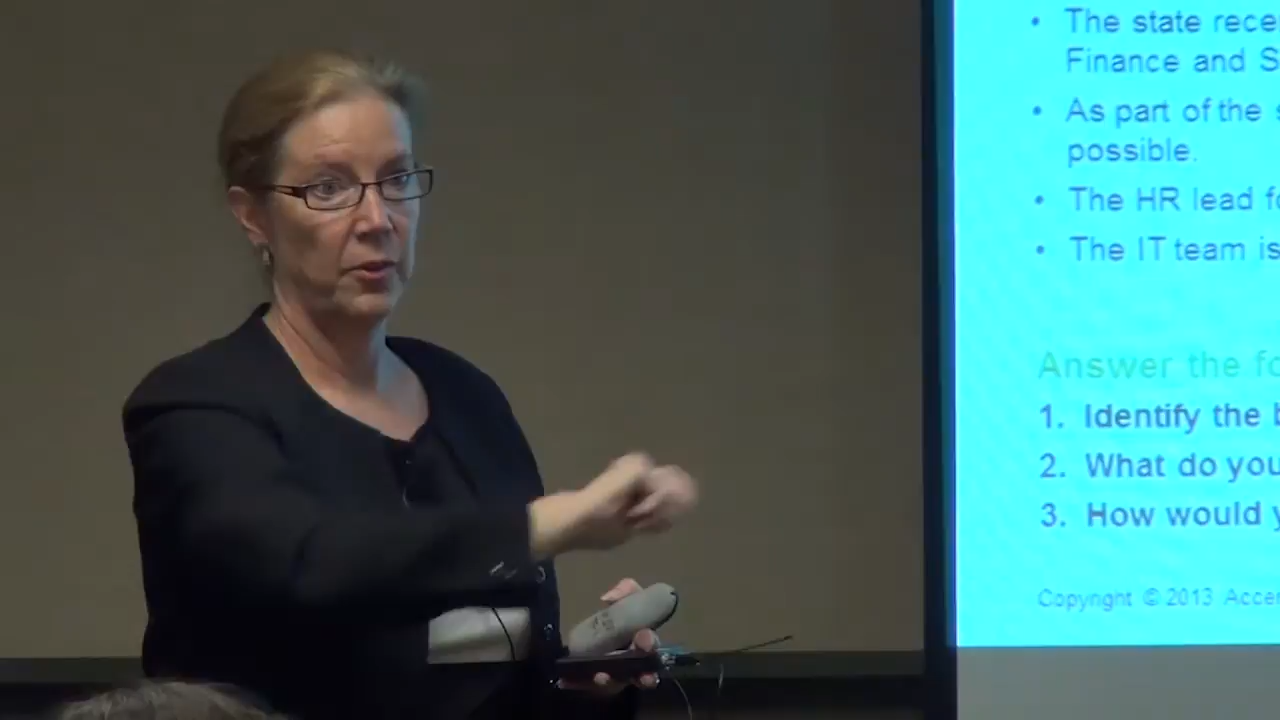 • The state rece
Finance and S
• As part of the s
possible.
• The HR lead fo
• The IT team is
Answer the fo
1. Identify the b
2. What do you
3. How would y
Copyright © 2013 Accen